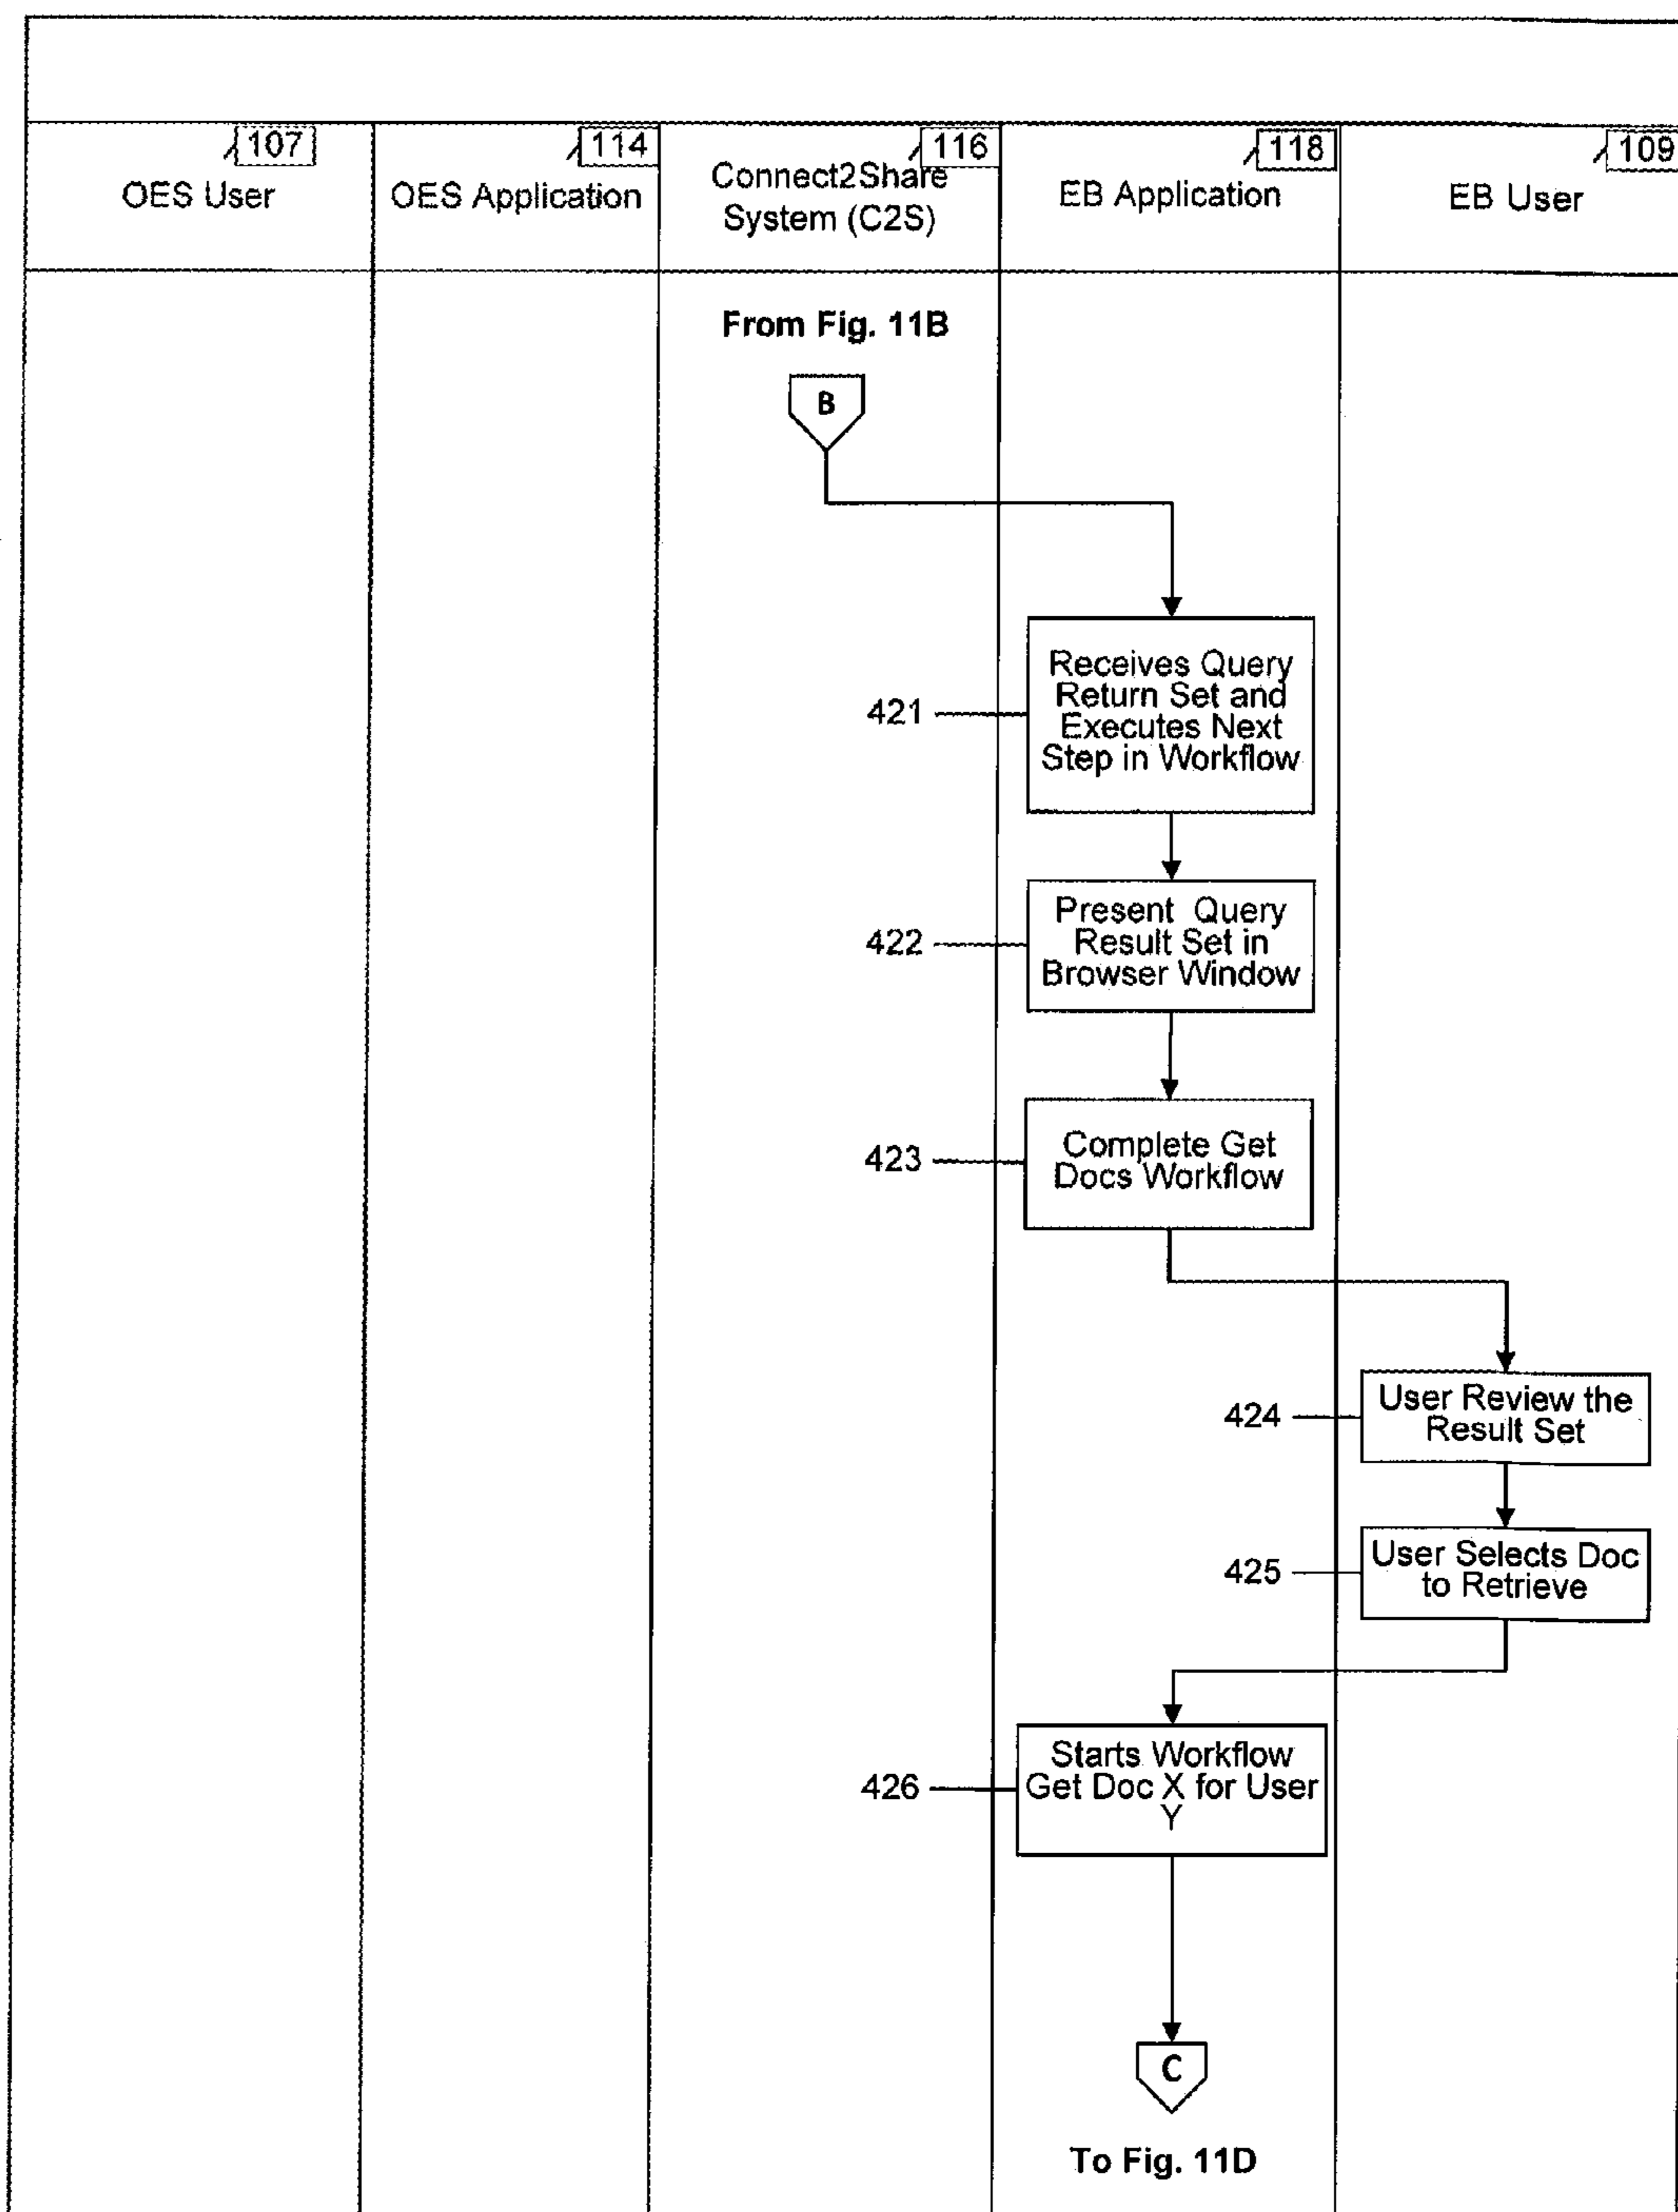 107
OES User
114
OES Application
116
Connect2Share
System (C2S)
118
EB Application
109
EB User
From Fig. 11B
B
421
Receives Query
Return Set and
Executes Next
Step in Workflow
422
Present Query
Result Set in
Browser Window
423
Complete Get
Docs Workflow
424
User Review the
Result Set
425
User Selects Doc
to Retrieve
426
Starts Workflow
Get Doc X for User
Y
C
To Fig. 11D